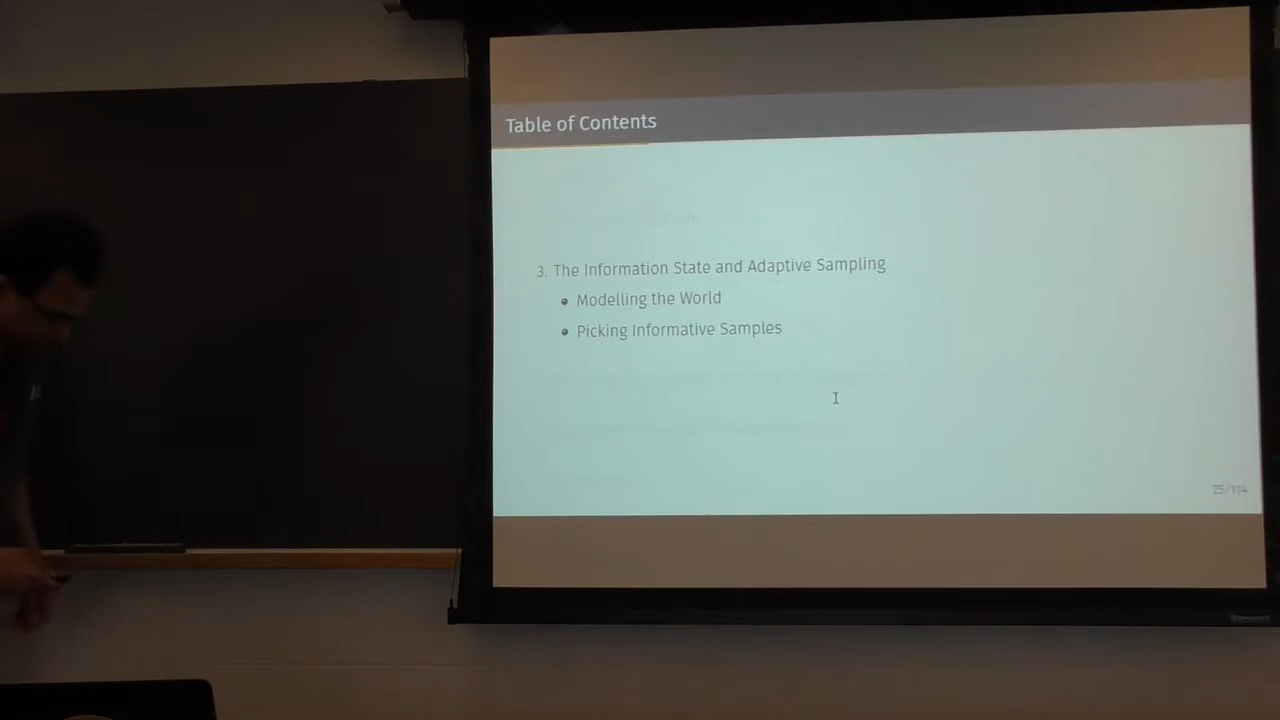 Table of Contents
3. The Information State and Adaptive Sampling
• Modelling the World
• Picking Informative Samples
25/114